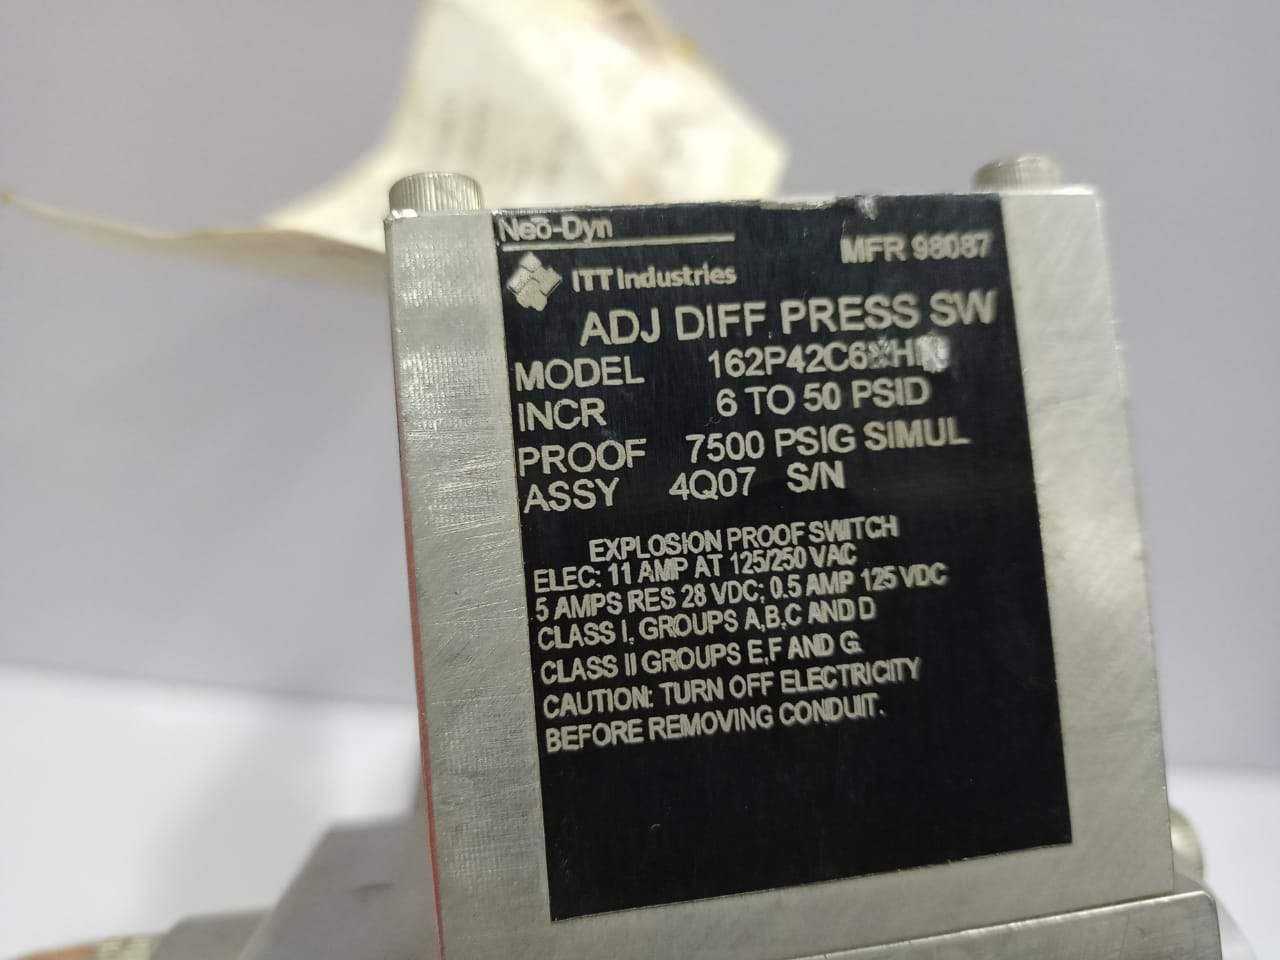 Neo-Dyn
MFR 98087
ITT Industries
ADJ DIFF PRESS SW
MODEL
INCR 6 TO 50 PSID
PROOF 7500 PSIG SIMUL
ASSY 4Q07 S/N
EXPLOSION PROOF SWITCH
ELEC: 11 AMP AT 125/250 VAC
5 AMPS RES 28 VDC; 0.5 AMP 125 VDC
CLASS I, GROUPS A,B,C AND D
CLASS II GROUPS E,F AND G.
CAUTION: TURN OFF ELECTRICITY
BEFORE REMOVING CONDUIT.